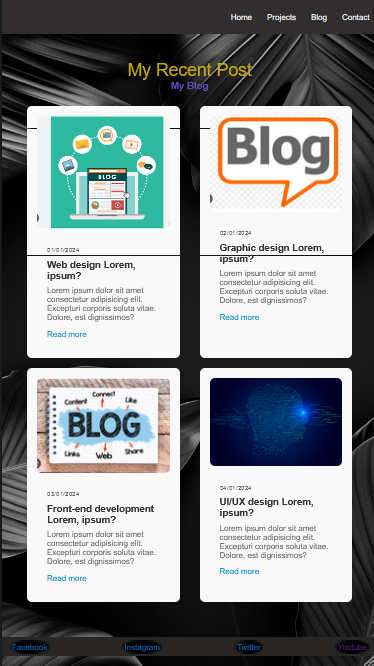 Home Projects Blog Contact
My Recent Post
My Blog
BLOG
01/01/2024
Web design Lorem,
ipsum?
Lorem ipsum dolor sit amet
consectetur adipisicing elit.
Excepturi corporis soluta vitae.
Dolore, est dignissimos?
Read more
Blog
02/01/2024
Graphic design Lorem,
ipsum?
Lorem ipsum dolor sit amet
consectetur adipisicing elit.
Excepturi corporis soluta vitae.
Dolore, est dignissimos?
Read more
Connect
Content Like
BLOG
Links Web Share
03/01/2024
Front-end development
Lorem, ipsum?
Lorem ipsum dolor sit amet
consectetur adipisicing elit.
Excepturi corporis soluta vitae.
Dolore, est dignissimos?
Read more
04/01/2024
UI/UX design Lorem,
ipsum?
Lorem ipsum dolor sit amet
consectetur adipisicing elit.
Excepturi corporis soluta vitae.
Dolore, est dignissimos?
Read more
Facebook Instagram Twitter Youtube